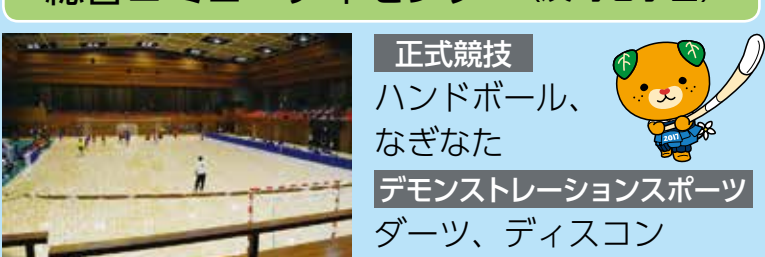 正式競技
ハンドボール、
なぎなた
2017
デモンストレーションスポーツ
ダーツ、ディスコン